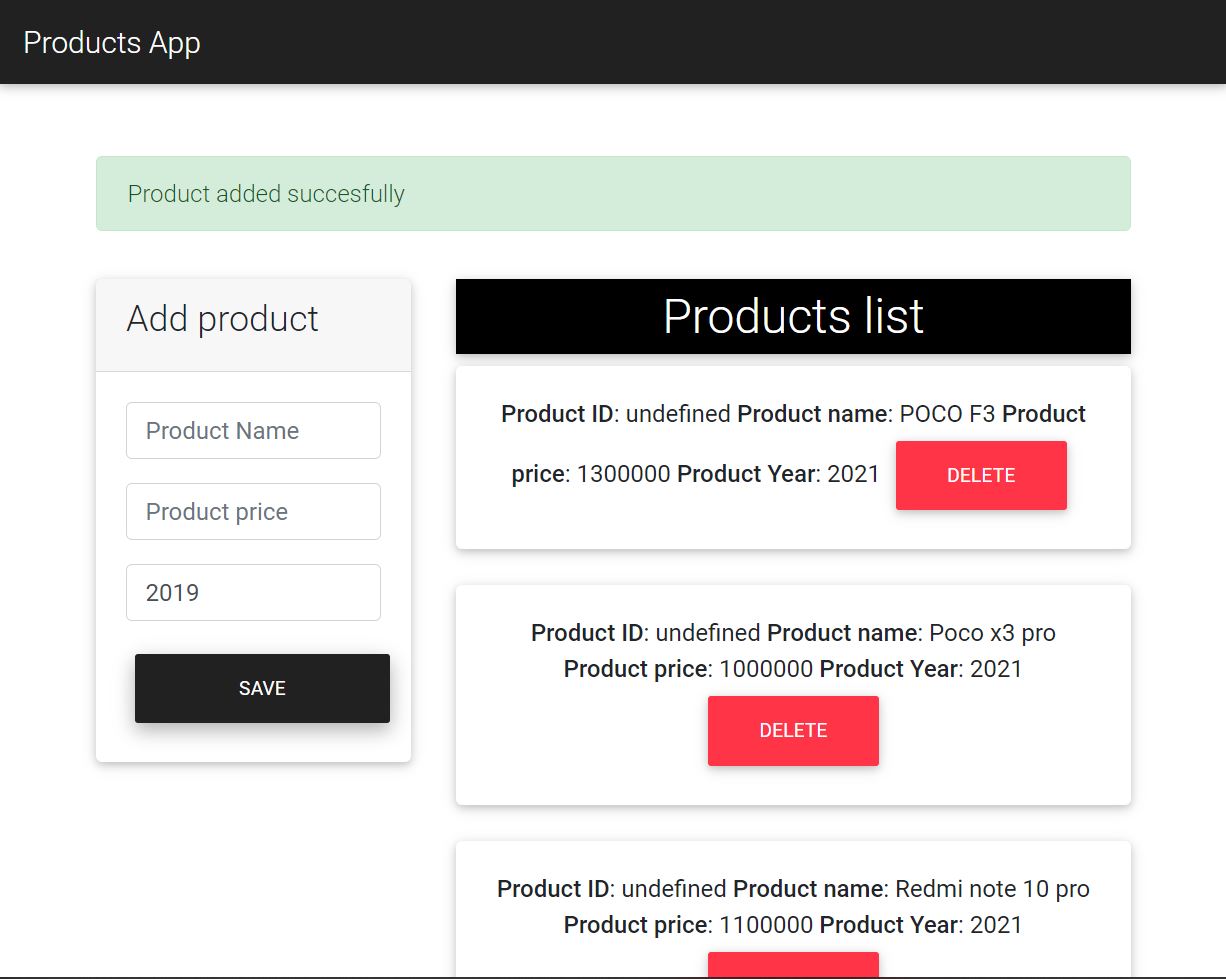 Products App
Product added succesfully
Add product
Product Name
Product price
2019
SAVE
Products list
Product ID: undefined Product name: POCO F3 Product
price: 1300000 Product Year: 2021 DELETE
Product ID: undefined Product name: Poco x3 pro
Product price: 1000000 Product Year: 2021
DELETE
Product ID: undefined Product name: Redmi note 10 pro
Product price: 1100000 Product Year: 2021